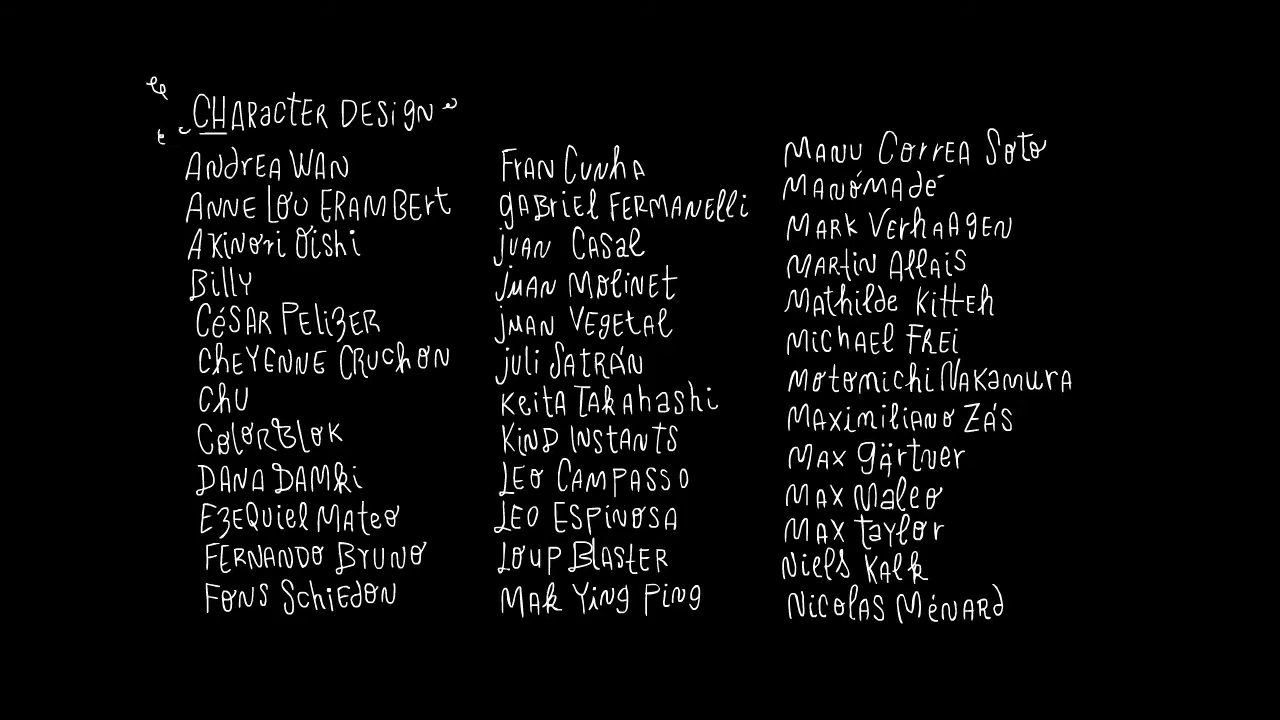 CHARACTER DESIGN
ANDREA WAN
ANNE LOU ERAMBERT
AKINORI OISHI
BILLY
CÉSAR PELIZER
CHEYENNE CRUCHON
CHU
COLORBLOK
DANA DAMKI
EZEQUIEL MATEO
FERNANDO BRUNO
FONS SCHIEDON
FRAN CUNHA
GABRIEL FERMANELLI
JUAN CASAL
JUAN MOLINET
JUAN VEGETAL
JULI SATRÁN
KEITA TAKAHASHI
KIND INSTANTS
LEO CAMPASSO
LEO ESPINOSA
LOUP BLASTER
MAK YING PING
MANU CORREA SOTO
MANÓMADE
MARK VERHAAGEN
MARTIN ALLAIS
MATHILDE KITTEH
MICHAEL FREI
MOTOMICHI NAKAMURA
MAXIMILIANO ZÁS
MAX GÄRTNER
MAX MALEO
MAX TAYLOR
NIELS KALK
NICOLAS MÉNARD